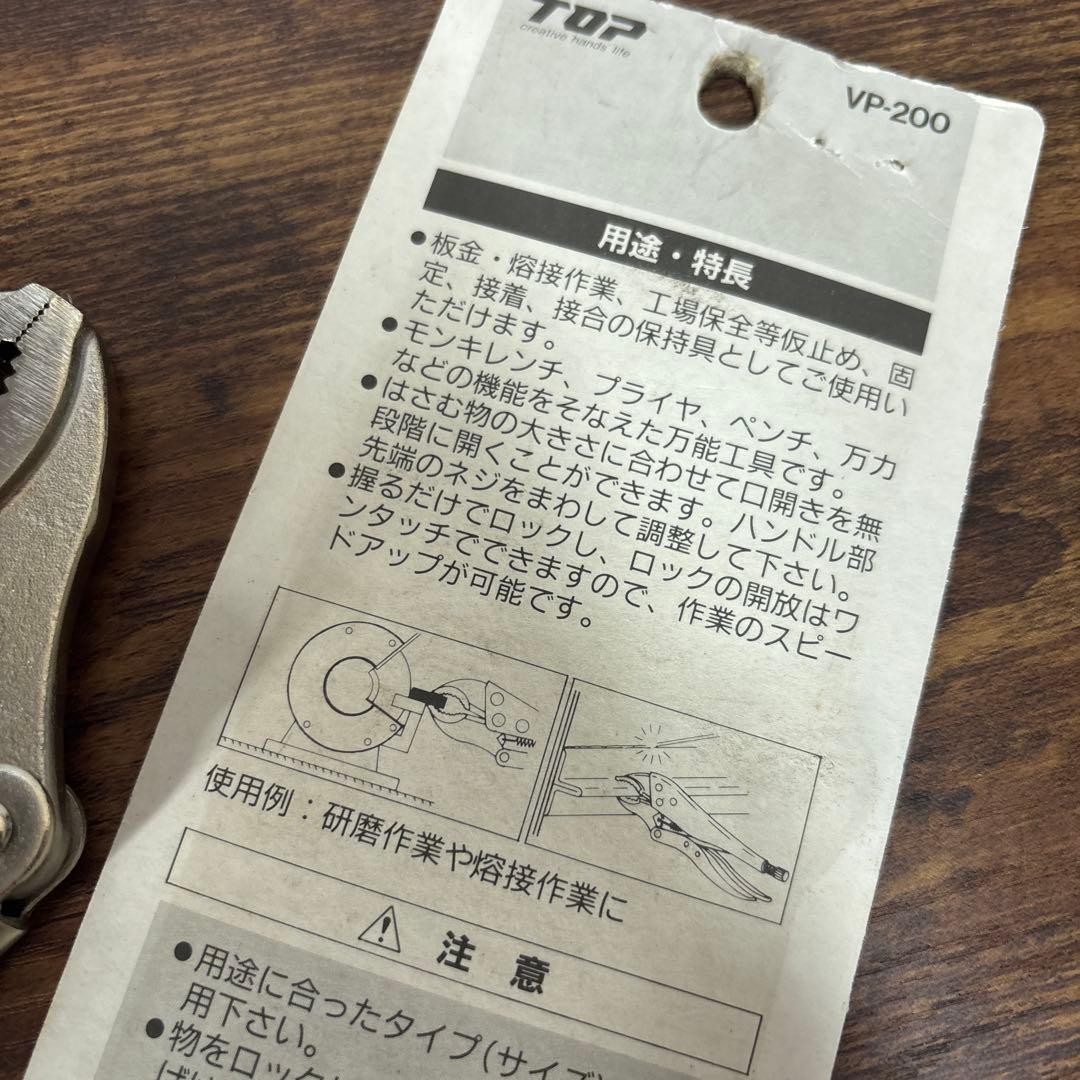 TOP
creative hands life
VP-200
用途・特長
●板金・熔接作業、工場保全等仮止め、固
定、接着、接合の保持具としてご使用い
ただけます。
●モンキレンチ、プライヤ、ペンチ、万力
などの機能をそなえた万能工具です。
●はさむ物の大きさに合わせて口開きを無
段階に開くことができます。ハンドル部
先端のネジをまわして調整して下さい。
●握るだけでロックし、ロックの開放はワ
ンタッチでできますので、作業のスピー
ドアップが可能です。
使用例：研磨作業や熔接作業に
注 意
●用途に合ったタイプ(サイズ)
用下さい。
●物をロック